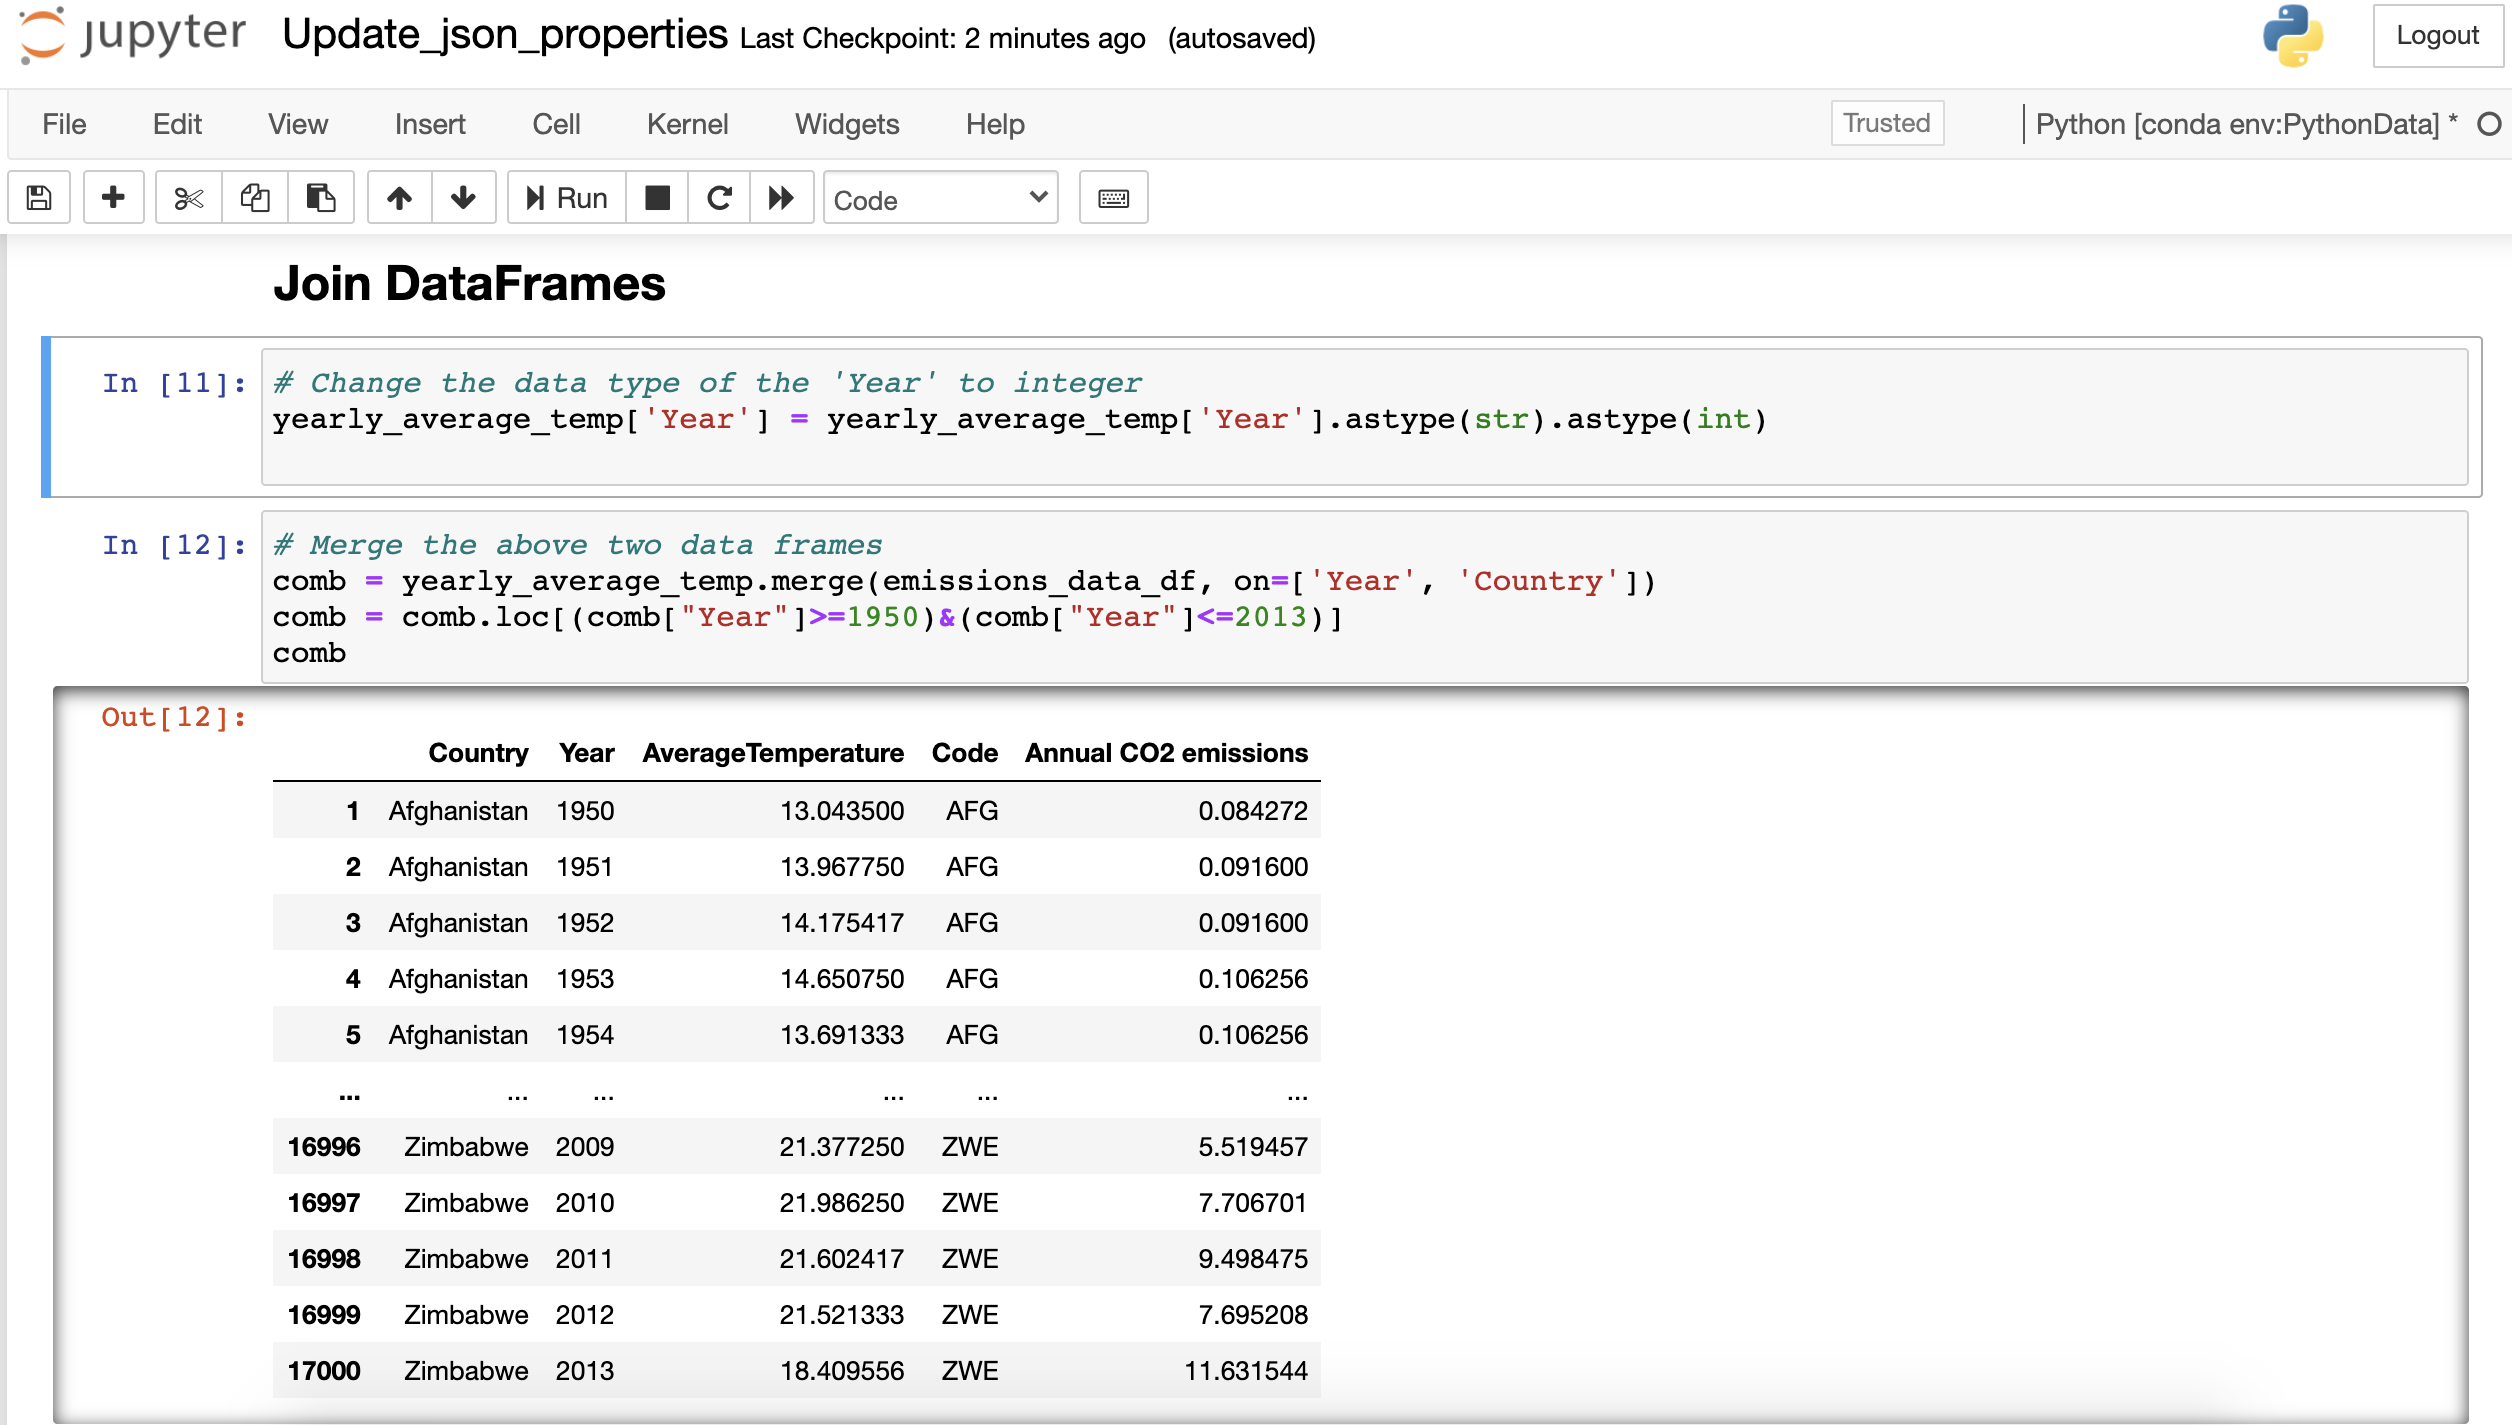 jupyter Update_json_properties Last Checkpoint: 2 minutes ago (autosaved) Logout
File Edit View Insert Cell Kernel Widgets Help Trusted Python [conda env:PythonData] *
Run Code
Join DataFrames
In [11]: # Change the data type of the 'Year' to integer
yearly_average_temp['Year'] = yearly_average_temp['Year'].astype(str).astype(int)
In [12]: # Merge the above two data frames
comb = yearly_average_temp.merge(emissions_data_df, on=['Year', 'Country'])
comb = comb.loc[(comb["Year"]>=1950)&(comb["Year"]<=2013)]
comb
Out[12]:
Country Year AverageTemperature Code Annual CO2 emissions
1 Afghanistan 1950 13.043500 AFG 0.084272
2 Afghanistan 1951 13.967750 AFG 0.091600
3 Afghanistan 1952 14.175417 AFG 0.091600
4 Afghanistan 1953 14.650750 AFG 0.106256
5 Afghanistan 1954 13.691333 AFG 0.106256
... ... ... ... ... ...
16996 Zimbabwe 2009 21.377250 ZWE 5.519457
16997 Zimbabwe 2010 21.986250 ZWE 7.706701
16998 Zimbabwe 2011 21.602417 ZWE 9.498475
16999 Zimbabwe 2012 21.521333 ZWE 7.695208
17000 Zimbabwe 2013 18.409556 ZWE 11.631544